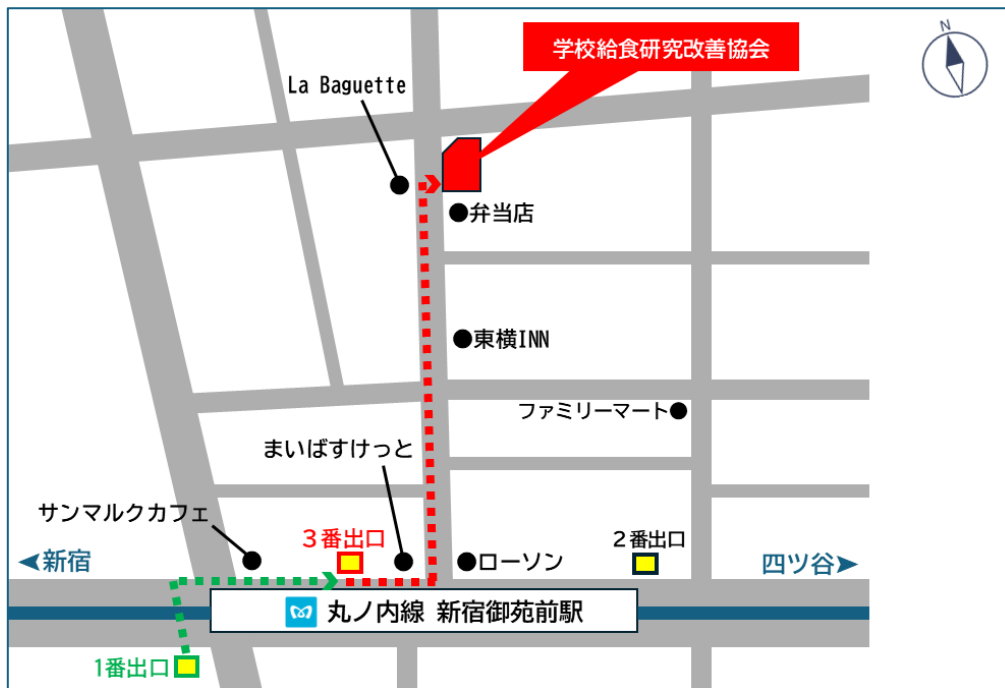 N
学校給食研究改善協会
La Baguette
弁当店
東横INN
ファミリーマート
まいばすけっと
サンマルクカフェ
3番出口
ローソン
2番出口
新宿
四ツ谷
丸ノ内線 新宿御苑前駅
1番出口